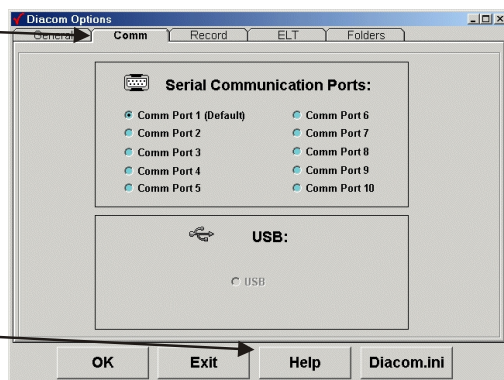 Diacom Options
General Comm Record ELT Folders
Serial Communication Ports:
Comm Port 1 (Default)
Comm Port 2
Comm Port 3
Comm Port 4
Comm Port 5
Comm Port 6
Comm Port 7
Comm Port 8
Comm Port 9
Comm Port 10
USB:
USB
OK Exit Help Diacom.ini